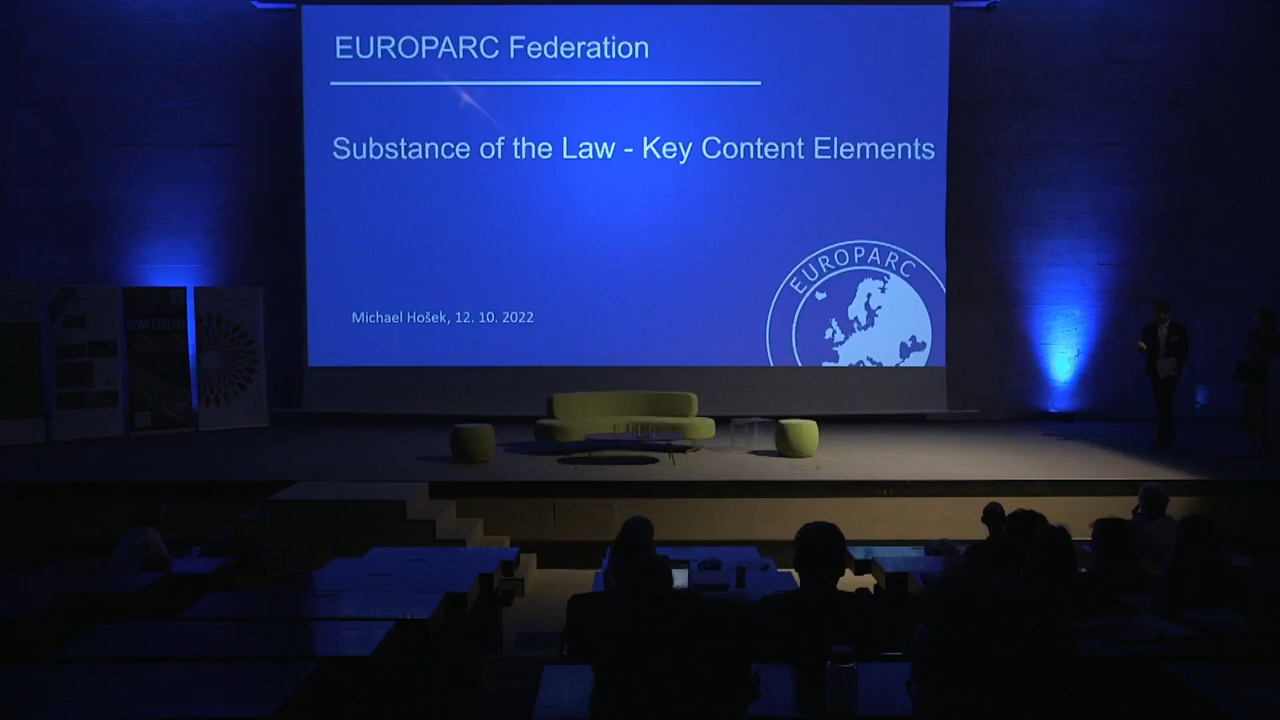 EUROPARC Federation
Substance of the Law - Key Content Elements
EUROPARC
Michael Hošek, 12. 10. 2022